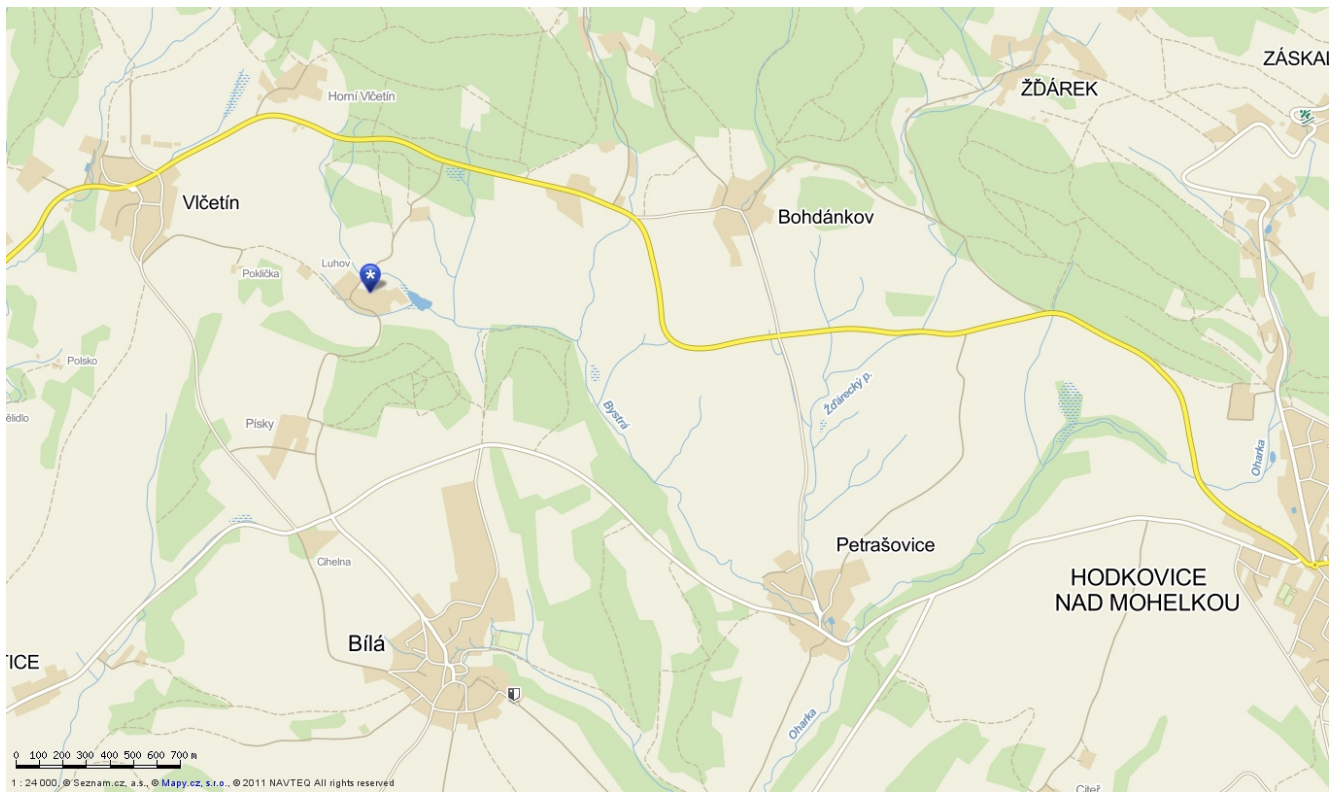 ZÁSKAL
ŽĎÁREK
Horní Vlčetín
Vlčetín
Bohdánkov
Luhov
Poklička
Polsko
Žďárecký p.
Bystrá
Písky
Oharka
Petrašovice
Cihelna
HODKOVICE
NAD MOHELKOU
Bílá
TICE
Oharka
0 100 200 300 400 500 600 700 m
1 : 24 000, © Seznam.cz, a.s., © Mapy.cz, s.r.o., © 2011 NAVTEQ All rights reserved
Citeř